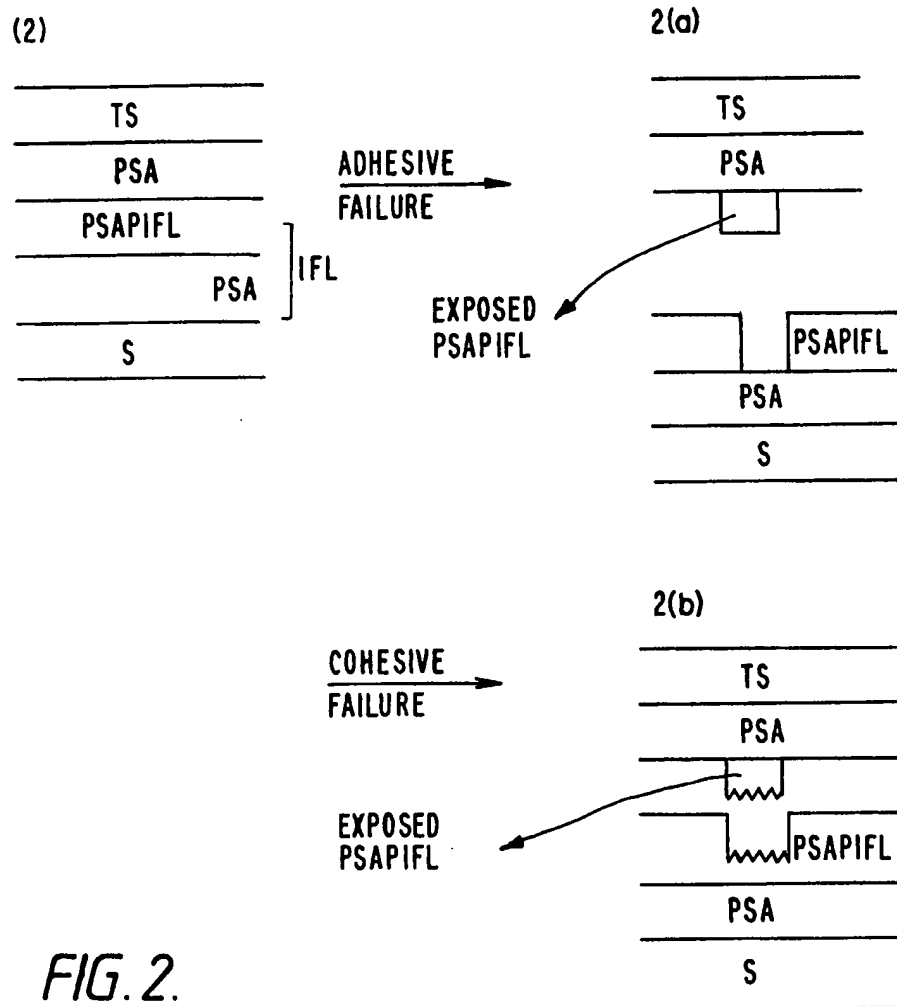 (2)
TS
PSA
PSAPIFL
IFL
PSA
S
ADHESIVE
FAILURE
2(a)
TS
PSA
EXPOSED
PSAPIFL
PSAPIFL
PSA
S
COHESIVE
FAILURE
2(b)
TS
PSA
EXPOSED
PSAPIFL
PSAPIFL
PSA
S
FIG. 2.